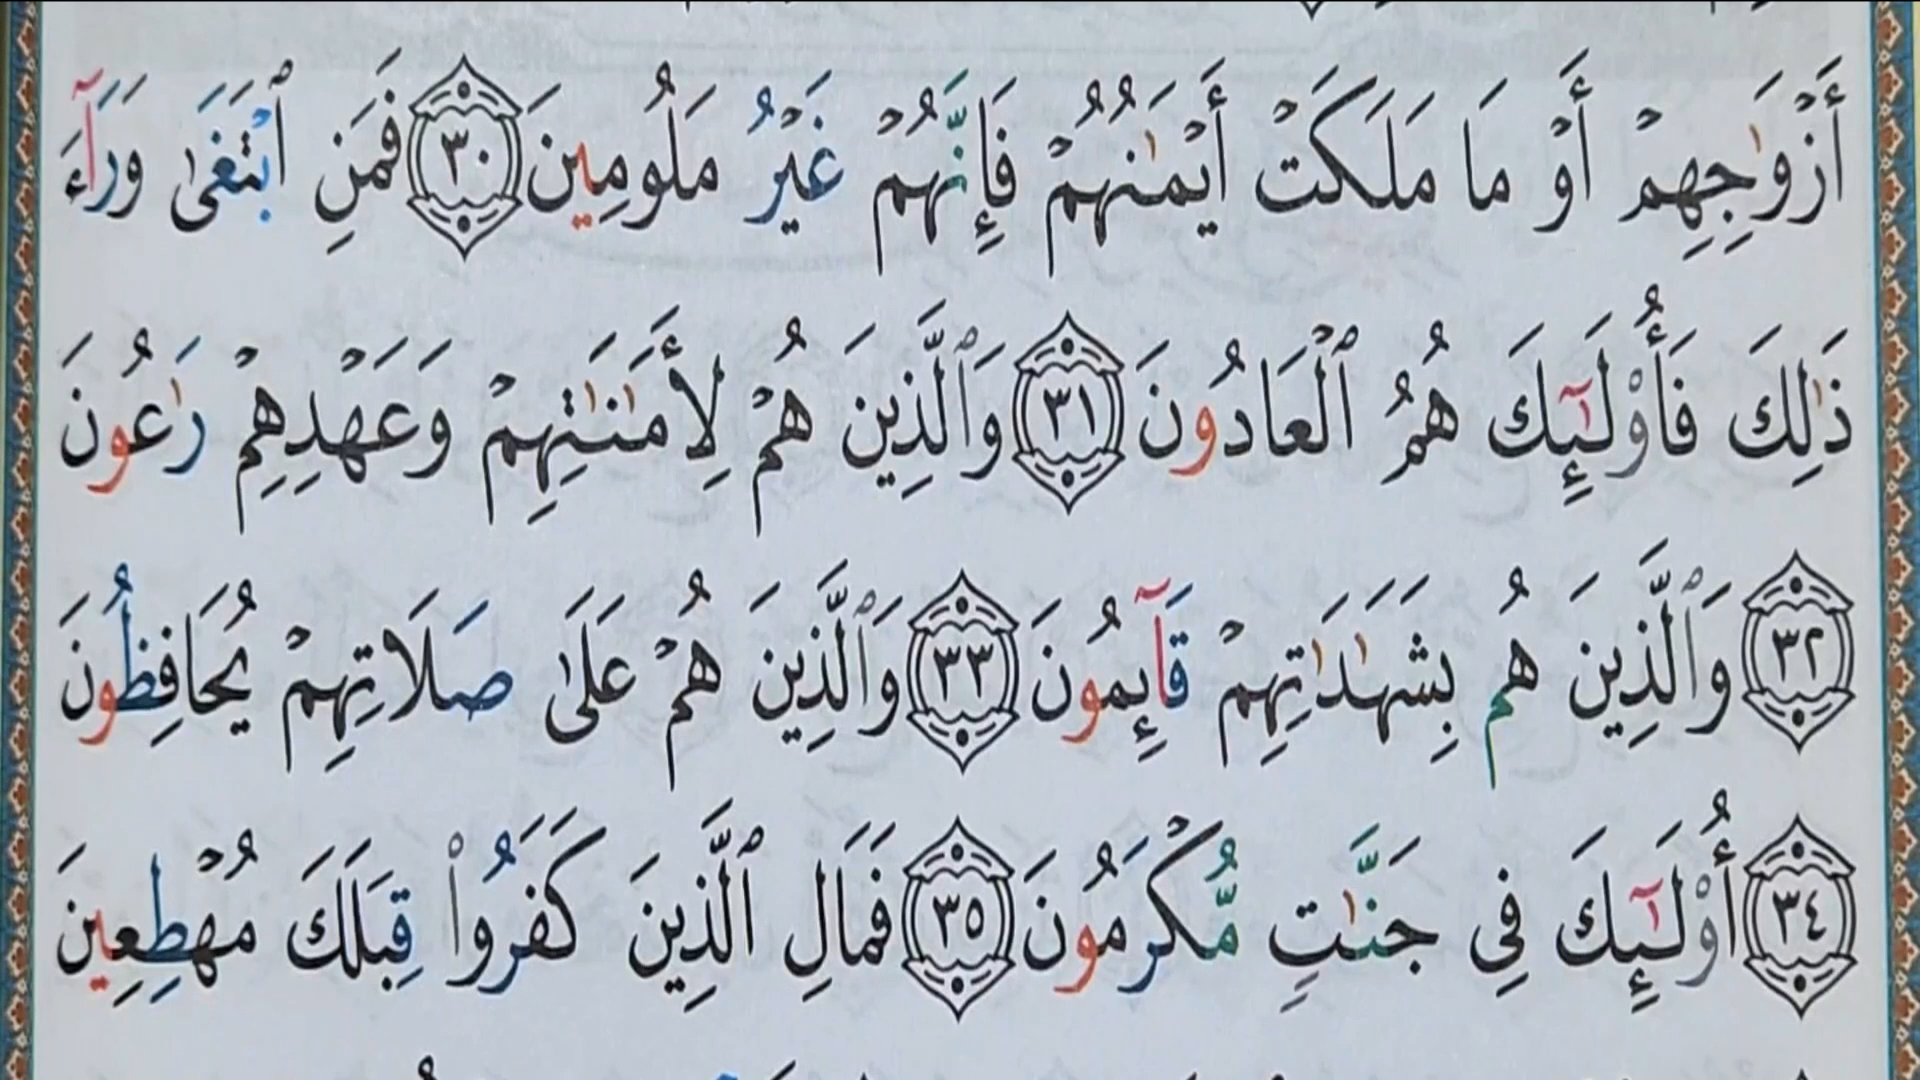 أَزْوَٰجِهِمْ أَوْ مَا مَلَكَتْ أَيْمَـٰنُهُمْ فَإِنَّهُمْ غَيْرُ مَلُومِينَ ٣٠ فَمَنِ ٱبْتَغَىٰ وَرَآءَ
ذَٰلِكَ فَأُوْلَـٰٓئِكَ هُمُ ٱلْعَادُونَ ٣١ وَٱلَّذِينَ هُمْ لِأَمَـٰنَـٰتِهِمْ وَعَهْدِهِمْ رَٰعُونَ
٣٢ وَٱلَّذِينَ هُم بِشَهَـٰدَٰتِهِمْ قَآئِمُونَ ٣٣ وَٱلَّذِينَ هُمْ عَلَىٰ صَلَاتِهِمْ يُحَافِظُونَ
٣٤ أُوْلَـٰٓئِكَ فِى جَنَّـٰتٍ مُّكْرَمُونَ ٣٥ فَمَالِ ٱلَّذِينَ كَفَرُوا۟ قِبَلَكَ مُهْطِعِينَ